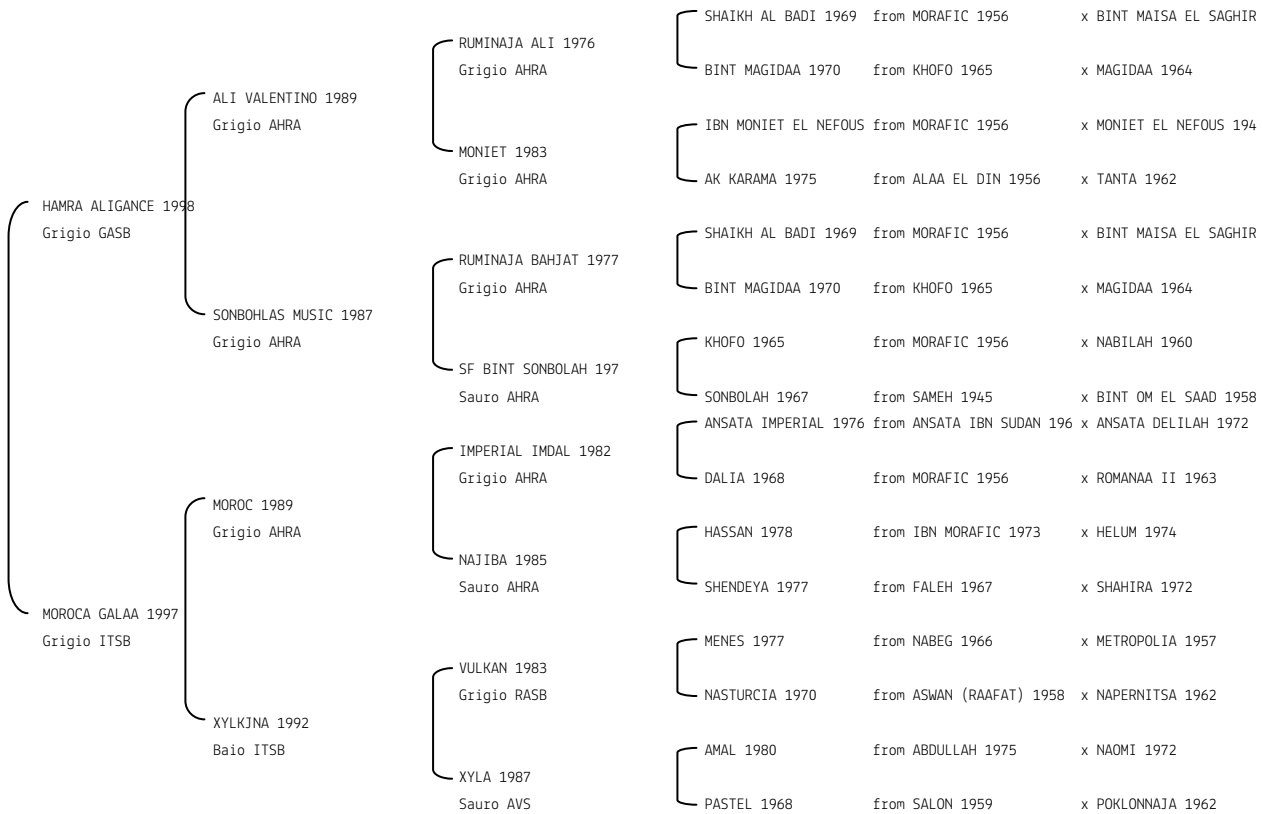 SHAIKH AL BADI 1969 from MORAFIC 1956 x BINT MAISA EL SAGHIR
RUMINAJA ALI 1976
Grigio AHRA BINT MAGIDAA 1970 from KHOFO 1965 x MAGIDAA 1964
ALI VALENTINO 1989
Grigio AHRA IBN MONIET EL NEFOUS from MORAFIC 1956 x MONIET EL NEFOUS 194
MONIET 1983
Grigio AHRA AK KARAMA 1975 from ALAA EL DIN 1956 x TANTA 1962
HAMRA ALIGANCE 1998
Grigio GASB SHAIKH AL BADI 1969 from MORAFIC 1956 x BINT MAISA EL SAGHIR
RUMINAJA BAHJAT 1977
Grigio AHRA BINT MAGIDAA 1970 from KHOFO 1965 x MAGIDAA 1964
SONBOHLAS MUSIC 1987
Grigio AHRA KHOFO 1965 from MORAFIC 1956 x NABILAH 1960
SF BINT SONBOLAH 197
Sauro AHRA SONBOLAH 1967 from SAMEH 1945 x BINT OM EL SAAD 1958
ANSATA IMPERIAL 1976 from ANSATA IBN SUDAN 196 x ANSATA DELILAH 1972
IMPERIAL IMDAL 1982
Grigio AHRA DALIA 1968 from MORAFIC 1956 x ROMANAA II 1963
MOROC 1989
Grigio AHRA HASSAN 1978 from IBN MORAFIC 1973 x HELUM 1974
NAJIBA 1985
Sauro AHRA SHENDEYA 1977 from FALEH 1967 x SHAHIRA 1972
MOROCA GALAA 1997
Grigio ITSB MENES 1977 from NABEG 1966 x METROPOLIA 1957
VULKAN 1983
Grigio RASB NASTURCIA 1970 from ASWAN (RAAFAT) 1958 x NAPERNITSA 1962
XYLKJNA 1992
Baio ITSB AMAL 1980 from ABDULLAH 1975 x NAOMI 1972
XYLA 1987
Sauro AVS PASTEL 1968 from SALON 1959 x POKLONNAJA 1962